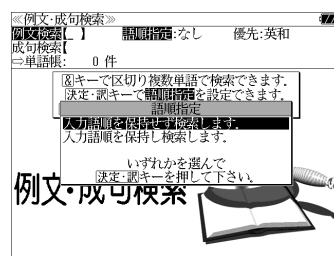 ≪例文・成句検索≫
例文検索【 】 語順指定:なし 優先:英和
成句検索【
⇨単語帳: 0 件
&キーで区切り複数単語で検索できます.
決定・訳キーで語順指定を設定できます.
語順指定
入力語順を保持せず検索します.
入力語順を保持し検索します.
いずれかを選んで
決定・訳キーを押して下さい.
例文・成句検索